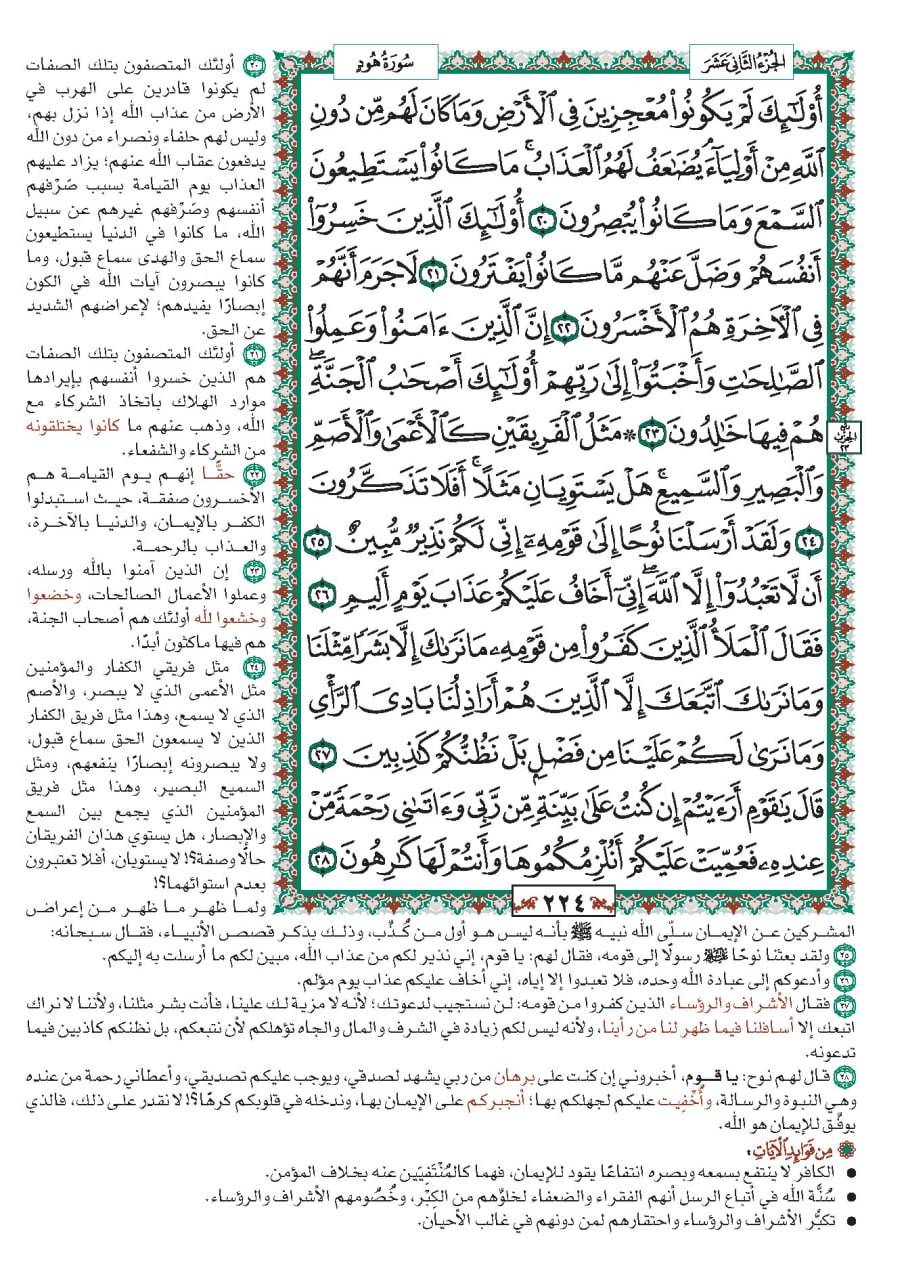 الجُزْءُ الثَّانِي عَشَرَ
سُورَةُ هُودٍ
أُوْلَٰٓئِكَ لَمْ يَكُونُواْ مُعْجِزِينَ فِي ٱلْأَرْضِ وَمَا كَانَ لَهُم مِّن دُونِ
ٱللَّهِ مِنْ أَوْلِيَآءَۘ يُضَٰعَفُ لَهُمُ ٱلْعَذَابُۚ مَا كَانُواْ يَسْتَطِيعُونَ
ٱلسَّمْعَ وَمَا كَانُواْ يُبْصِرُونَ ٢٠ أُوْلَٰٓئِكَ ٱلَّذِينَ خَسِرُوٓاْ
أَنفُسَهُمْ وَضَلَّ عَنْهُم مَّا كَانُواْ يَفْتَرُونَ ٢١ لَا جَرَمَ أَنَّهُمْ
فِي ٱلْأٓخِرَةِ هُمُ ٱلْأَخْسَرُونَ ٢٢ إِنَّ ٱلَّذِينَ ءَامَنُواْ وَعَمِلُواْ
ٱلصَّٰلِحَٰتِ وَأَخْبَتُوٓاْ إِلَىٰ رَبِّهِمْ أُوْلَٰٓئِكَ أَصْحَٰبُ ٱلْجَنَّةِۖ
هُمْ فِيهَا خَٰلِدُونَ ٢٣ ۞ مَثَلُ ٱلْفَرِيقَيْنِ كَٱلْأَعْمَىٰ وَٱلْأَصَمِّ
وَٱلْبَصِيرِ وَٱلسَّمِيعِۚ هَلْ يَسْتَوِيَانِ مَثَلًاۚ أَفَلَا تَذَكَّرُونَ
٢٤ وَلَقَدْ أَرْسَلْنَا نُوحًا إِلَىٰ قَوْمِهِۦٓ إِنِّي لَكُمْ نَذِيرٌ مُّبِينٌ ٢٥
أَن لَّا تَعْبُدُوٓاْ إِلَّا ٱللَّهَۖ إِنِّيٓ أَخَافُ عَلَيْكُمْ عَذَابَ يَوْمٍ أَلِيمٍ ٢٦
فَقَالَ ٱلْمَلَأُ ٱلَّذِينَ كَفَرُواْ مِن قَوْمِهِۦ مَا نَرَىٰكَ إِلَّا بَشَرًا مِّثْلَنَا
وَمَا نَرَىٰكَ ٱتَّبَعَكَ إِلَّا ٱلَّذِينَ هُمْ أَرَاذِلُنَا بَادِيَ ٱلرَّأْيِ
وَمَا نَرَىٰ لَكُمْ عَلَيْنَا مِن فَضْلٍۭ بَلْ نَظُنُّكُمْ كَٰذِبِينَ ٢٧
قَالَ يَٰقَوْمِ أَرَءَيْتُمْ إِن كُنتُ عَلَىٰ بَيِّنَةٍ مِّن رَّبِّي وَءَاتَىٰنِي رَحْمَةً مِّنْ
عِندِهِۦ فَعُمِّيَتْ عَلَيْكُمْ أَنُلْزِمُكُمُوهَا وَأَنتُمْ لَهَا كَٰرِهُونَ ٢٨
٢٢٤
٢٠ أولئك المتصفون بتلك الصفات
لم يكونوا قادرين على الهرب في
الأرض من عذاب الله إذا نزل بهم،
وليس لهم حلفاء ونصراء من دون الله
يدفعون عقاب الله عنهم؛ يزاد عليهم
العذاب يوم القيامة بسبب صَرْفهم
أنفسهم وصَرْفهم غيرهم عن سبيل
الله، ما كانوا في الدنيا يستطيعون
سماع الحق والهدى سماع قبول، وما
كانوا يبصرون آيات الله في الكون
إبصارًا يفيدهم؛ لإعراضهم الشديد
عن الحق.
٢١ أولئك المتصفون بتلك الصفات
هم الذين خسروا أنفسهم بإيرادها
موارد الهلاك باتخاذ الشركاء مع
الله، وذهب عنهم ما كانوا يختلقونه
من الشركاء والشفعاء.
٢٢ حقًّا إنهم يوم القيامة هم
الأخسرون صفقة، حيث استبدلوا
الكفر بالإيمان، والدنيا بالآخرة،
والعذاب بالرحمة.
٢٣ إن الذين آمنوا بالله ورسله،
وعملوا الأعمال الصالحات، وخضعوا
وخشعوا لله أولئك هم أصحاب الجنة،
هم فيها ماكثون أبدًا.
٢٤ مثل فريقي الكفار والمؤمنين
مثل الأعمى الذي لا يبصر، والأصم
الذي لا يسمع، وهذا مثل فريق الكفار
الذين لا يسمعون الحق سماع قبول،
ولا يبصرونه إبصارًا ينفعهم، ومثل
السميع البصير، وهذا مثل فريق
المؤمنين الذي يجمع بين السمع
والإبصار، هل يستوي هذان الفريقان
حالًا وصفة؟! لا يستويان، أفلا تعتبرون
بعدم استوائهما؟!
ولما ظهر ما ظهر من إعراض
المشركين عن الإيمان سلّى الله نبيه ﷺ بأنه ليس هو أول من كُذِّب، وذلك بذكر قصص الأنبياء، فقال سبحانه:
٢٥ ولقد بعثنا نوحًا ﷺ رسولًا إلى قومه، فقال لهم: يا قوم، إني نذير لكم من عذاب الله، مبين لكم ما أرسلت به إليكم.
٢٦ وأدعوكم إلى عبادة الله وحده، فلا تعبدوا إلا إياه، إني أخاف عليكم عذاب يوم مؤلم.
٢٧ فقال الأشراف والرؤساء الذين كفروا من قومه: لن نستجيب لدعوتك؛ لأنه لا مزية لك علينا، فأنت بشر مثلنا، ولأننا لا نراك
اتبعك إلا أسافلنا فيما ظهر لنا من رأينا، ولأنه ليس لكم زيادة في الشرف والمال والجاه تؤهلكم لأن نتبعكم، بل نظنكم كاذبين فيما
تدعونه.
٢٨ قال لهم نوح: يا قوم، أخبروني إن كنت على برهان من ربي يشهد لصدقي، ويوجب عليكم تصديقي، وأعطاني رحمة من عنده
وهي النبوة والرسالة، وأُخْفِيت عليكم لجهلكم بها؛ أنجبركم على الإيمان بها، وندخله في قلوبكم كرهًا؟! لا نقدر على ذلك، فالذي
يوفّق للإيمان هو الله.
مِن فَوَائِدِ الْآيَاتِ:
• الكافر لا ينتفع بسمعه وبصره انتفاعًا يقود للإيمان، فهما كالمُنْتَفِيَين عنه بخلاف المؤمن.
• سُنَّة الله في أتباع الرسل أنهم الفقراء والضعفاء لخلوِّهم من الكِبْر، وخُصُومهم الأشراف والرؤساء.
• تكبُّر الأشراف والرؤساء واحتقارهم لمن دونهم في غالب الأحيان.